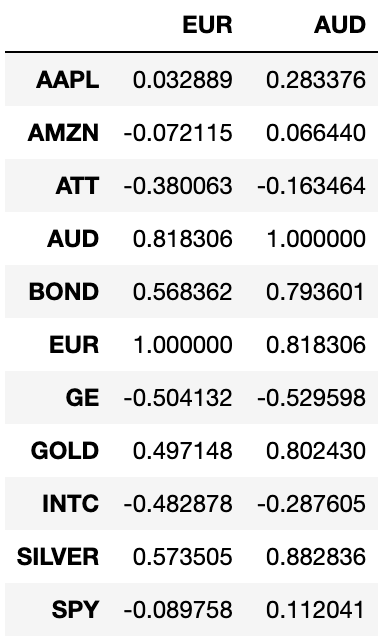 EUR AUD
AAPL 0.032889 0.283376
AMZN -0.072115 0.066440
ATT -0.380063 -0.163464
AUD 0.818306 1.000000
BOND 0.568362 0.793601
EUR 1.000000 0.818306
GE -0.504132 -0.529598
GOLD 0.497148 0.802430
INTC -0.482878 -0.287605
SILVER 0.573505 0.882836
SPY -0.089758 0.112041